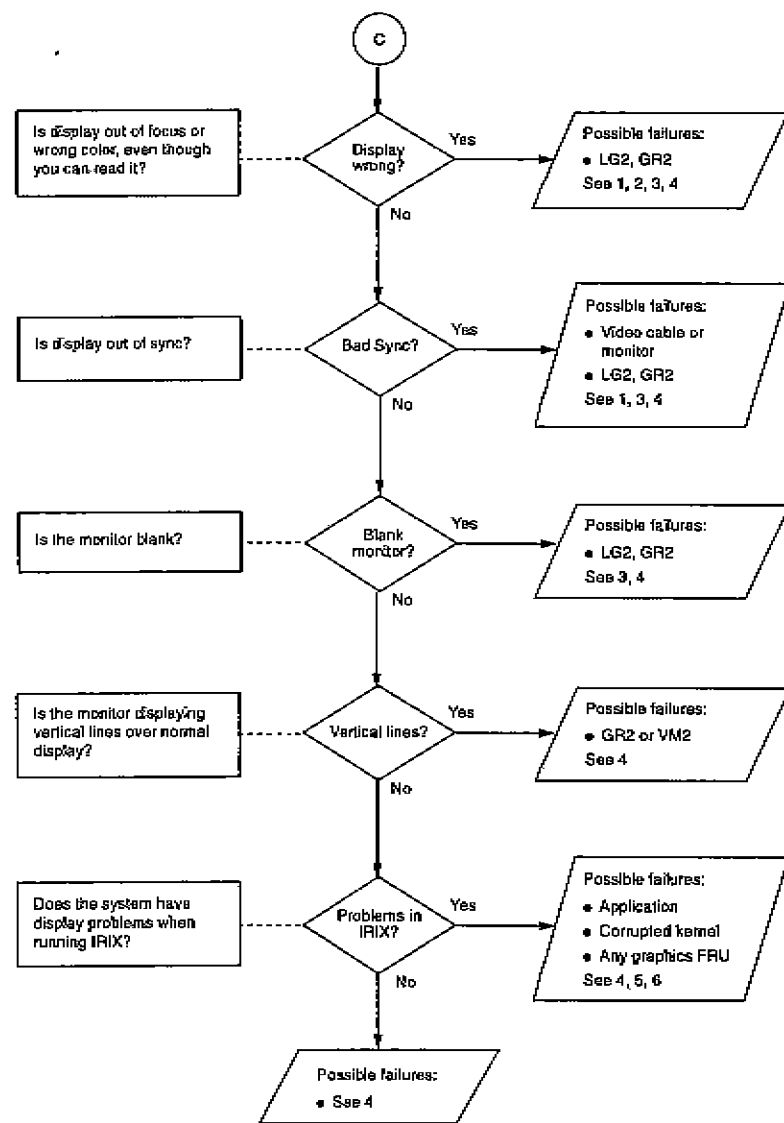 C
Is display out of focus or
wrong color, even though
you can read it?
Display
wrong?
Yes
No
Possible failures:
• LG2, GR2
See 1, 2, 3, 4
Is display out of sync?
Bad Sync?
Yes
No
Possible failures:
• Video cable or
monitor
• LG2, GR2
See 1, 3, 4
Is the monitor blank?
Blank
monitor?
Yes
No
Possible failures:
• LG2, GR2
See 3, 4
Is the monitor displaying
vertical lines over normal
display?
Vertical lines?
Yes
No
Possible failures:
• GR2 or VM2
See 4
Does the system have
display problems when
running IRIX?
Problems in
IRIX?
Yes
No
Possible failures:
• Application
• Corrupted kernel
• Any graphics FRU
See 4, 5, 6
Possible failures:
• See 4